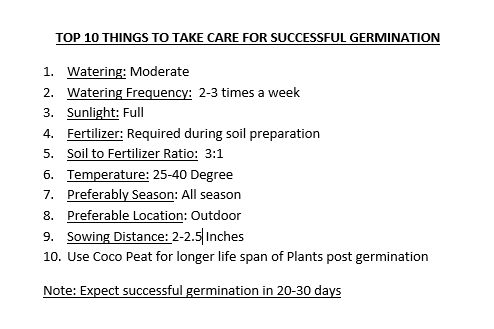 TOP 10 THINGS TO TAKE CARE FOR SUCCESSFUL GERMINATION
1. Watering: Moderate
2. Watering Frequency: 2-3 times a week
3. Sunlight: Full
4. Fertilizer: Required during soil preparation
5. Soil to Fertilizer Ratio: 3:1
6. Temperature: 25-40 Degree
7. Preferably Season: All season
8. Preferable Location: Outdoor
9. Sowing Distance: 2-2.5 Inches
10. Use Coco Peat for longer life span of Plants post germination
Note: Expect successful germination in 20-30 days